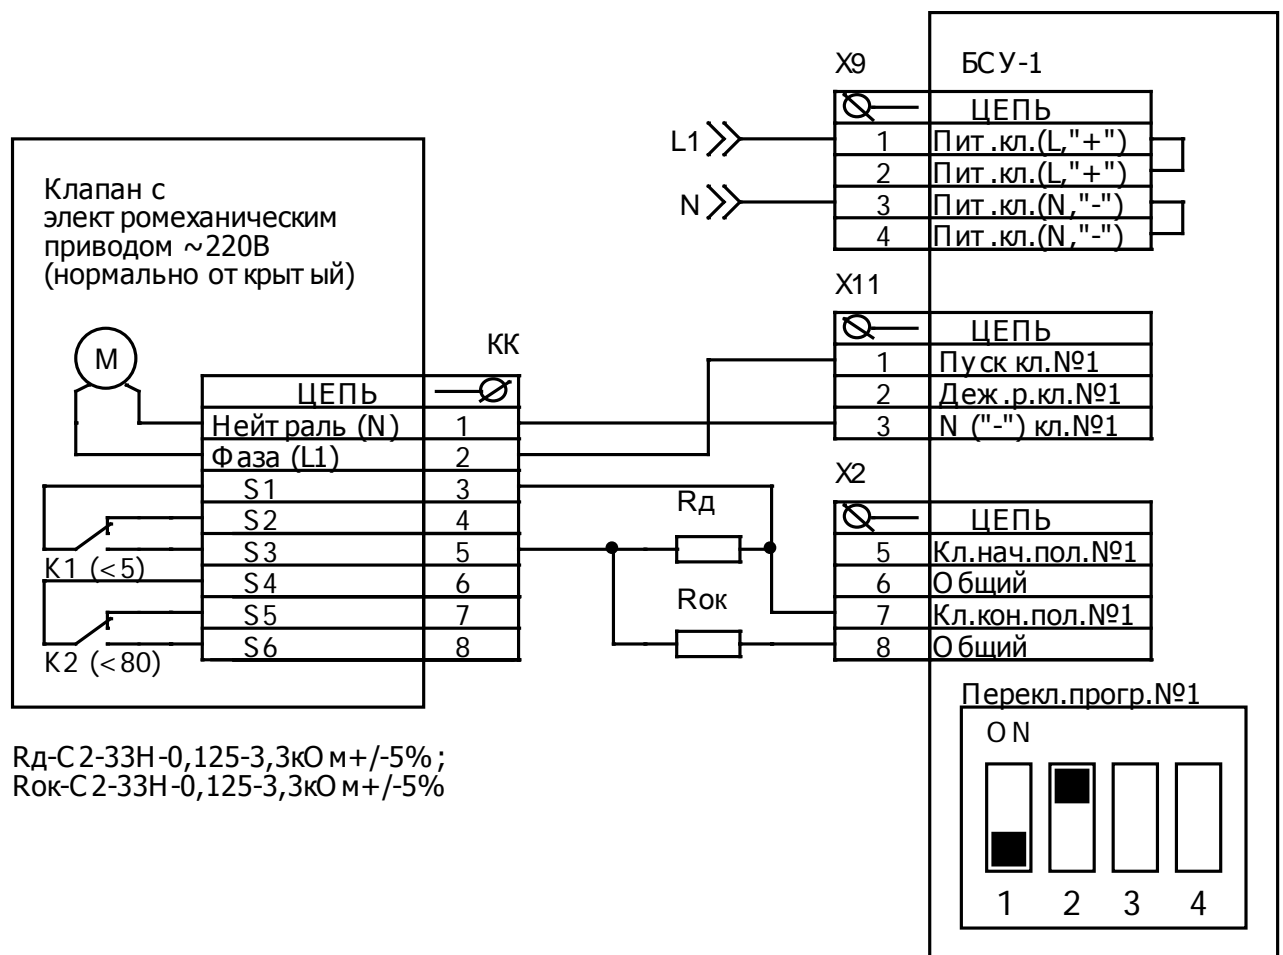 БСУ-1
X9
ЦЕПЬ
L1
1 Пит.кл.(L,"+")
2 Пит.кл.(L,"+")
N
3 Пит.кл.(N,"-")
4 Пит.кл.(N,"-")
Клапан с
электромеханическим
приводом ~220В
(нормально открытый)
M
КК
ЦЕПЬ
Нейтраль (N) 1
Фаза (L1) 2
S1 3
S2 4
S3 5
S4 6
S5 7
S6 8
K1 (<5)
K2 (<80)
X11
ЦЕПЬ
1 Пуск кл.№1
2 Деж.р.кл.№1
3 N ("-") кл.№1
Rд
Rок
X2
ЦЕПЬ
5 Кл.нач.пол.№1
6 Общий
7 Кл.кон.пол.№1
8 Общий
Перекл.прогр.№1
ON
1 2 3 4
Rд-С2-33Н-0,125-3,3кОм+/-5%;
Rок-С2-33Н-0,125-3,3кОм+/-5%